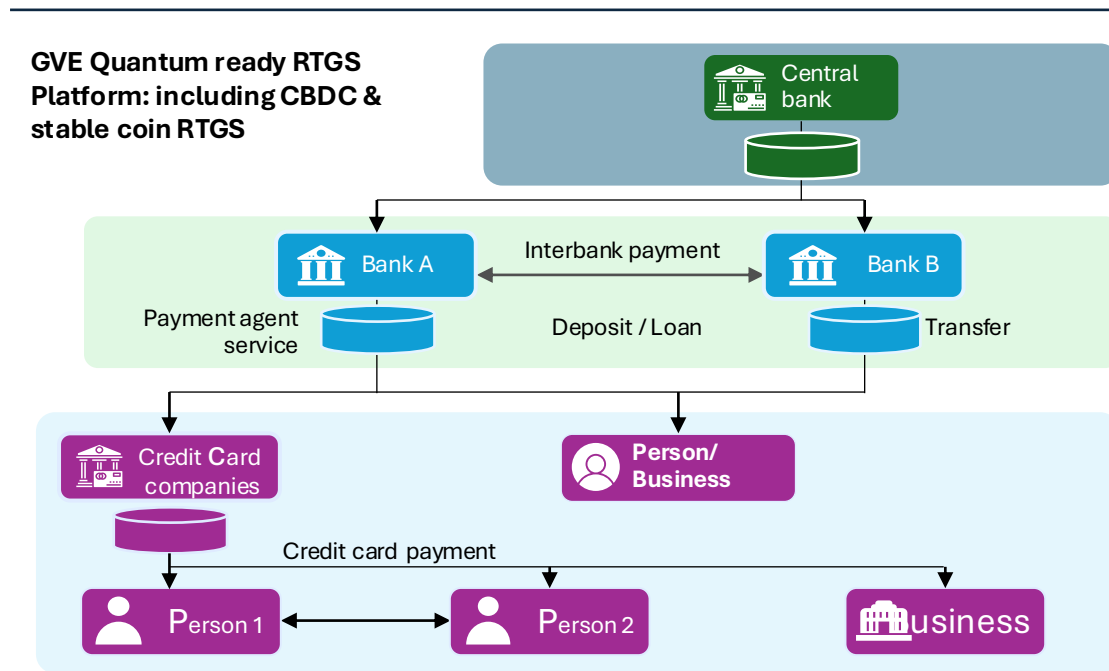 GVE Quantum ready RTGS
Platform: including CBDC &
stable coin RTGS
Central
bank
Bank A
Interbank payment
Bank B
Payment agent
service
Deposit / Loan
Transfer
Credit Card
companies
Person/
Business
Credit card payment
Person 1
Person 2
Business